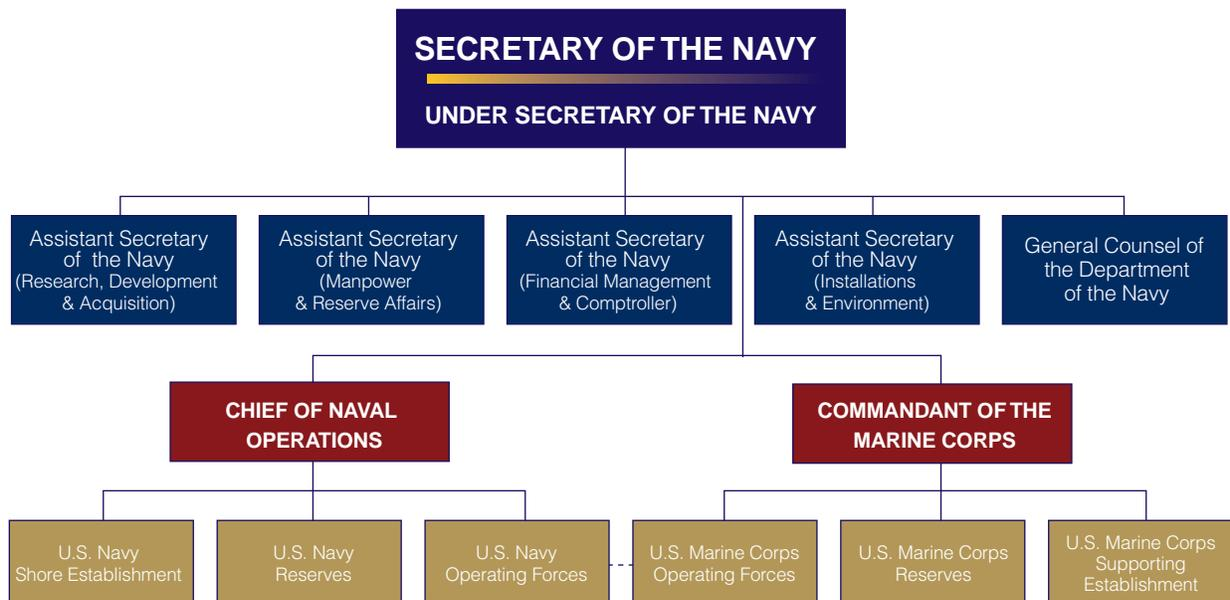 SECRETARY OF THE NAVY
UNDER SECRETARY OF THE NAVY
Assistant Secretary
of the Navy
(Research, Development
& Acquisition)
Assistant Secretary
of the Navy
(Manpower
& Reserve Affairs)
Assistant Secretary
of the Navy
(Financial Management
& Comptroller)
Assistant Secretary
of the Navy
(Installations
& Environment)
General Counsel of
the Department
of the Navy
CHIEF OF NAVAL
OPERATIONS
COMMANDANT OF THE
MARINE CORPS
U.S. Navy
Shore Establishment
U.S. Navy
Reserves
U.S. Navy
Operating Forces
U.S. Marine Corps
Operating Forces
U.S. Marine Corps
Reserves
U.S. Marine Corps
Supporting
Establishment